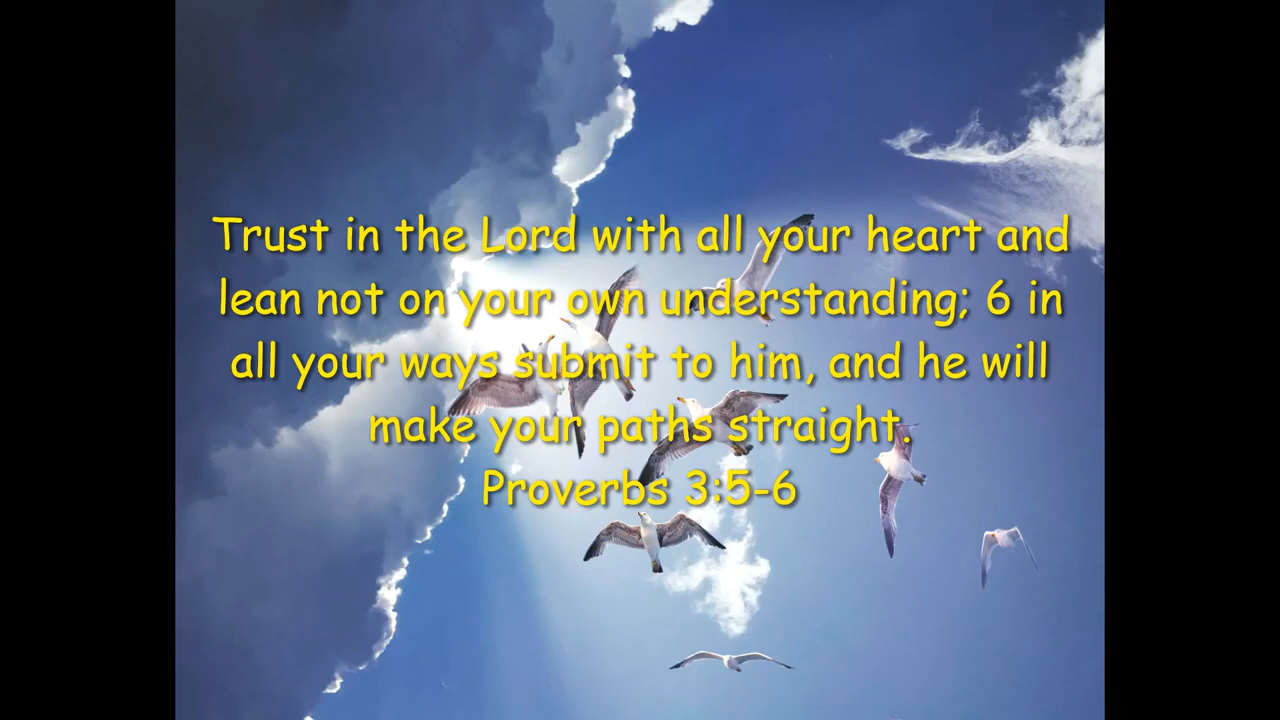 Trust in the Lord with all your heart and
lean not on your own understanding; 6 in
all your ways submit to him, and he will
make your paths straight.
Proverbs 3:5-6